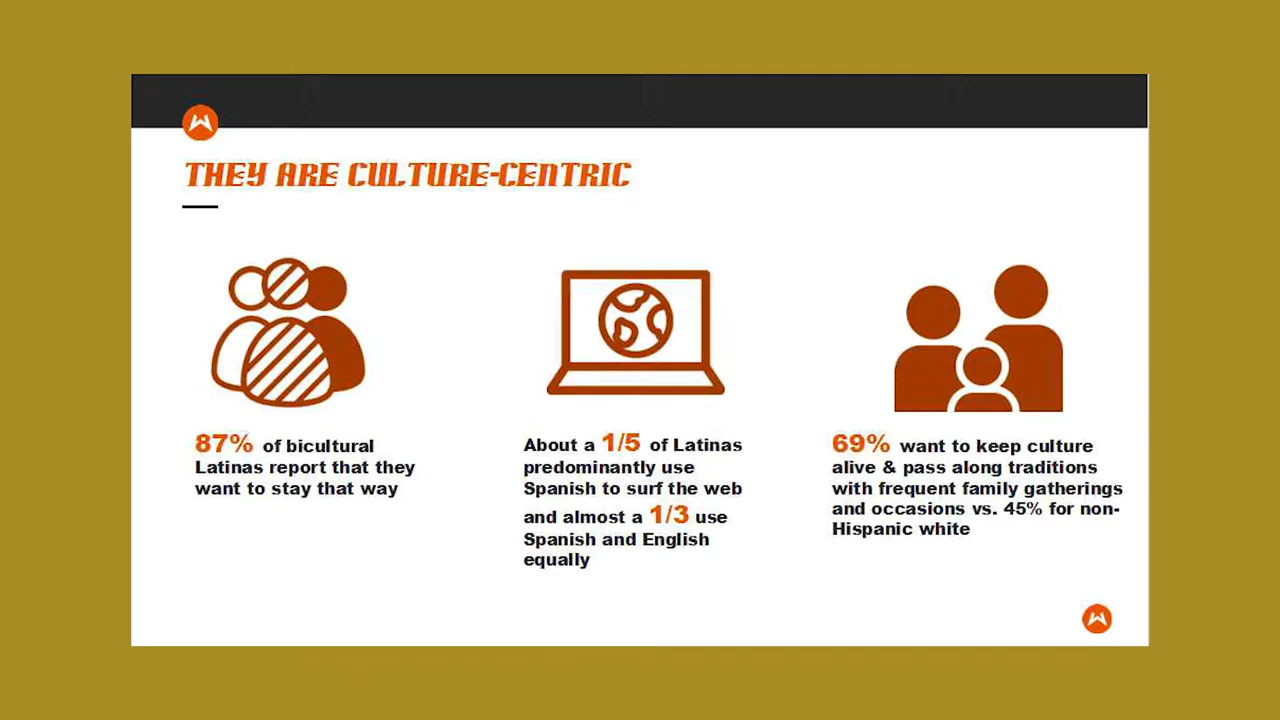 THEY ARE CULTURE-CENTRIC
87% of bicultural
Latinas report that they
want to stay that way
About a 1/5 of Latinas
predominantly use
Spanish to surf the web
and almost a 1/3 use
Spanish and English
equally
69% want to keep culture
alive & pass along traditions
with frequent family gatherings
and occasions vs. 45% for non-
Hispanic white